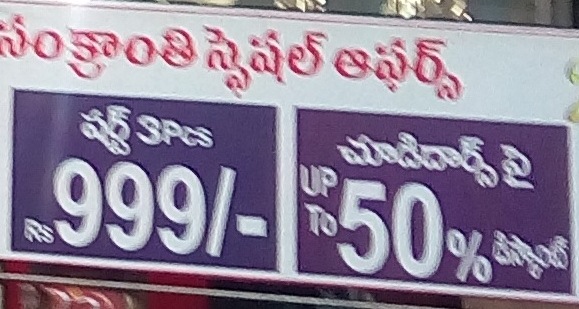 సంక్రాంతి స్పెషల్ ఆఫర్స్
షర్ట్ 3Pcs
Rs 999/-
చూడిదార్స్ పై
UP To 50% డిస్కౌంట్